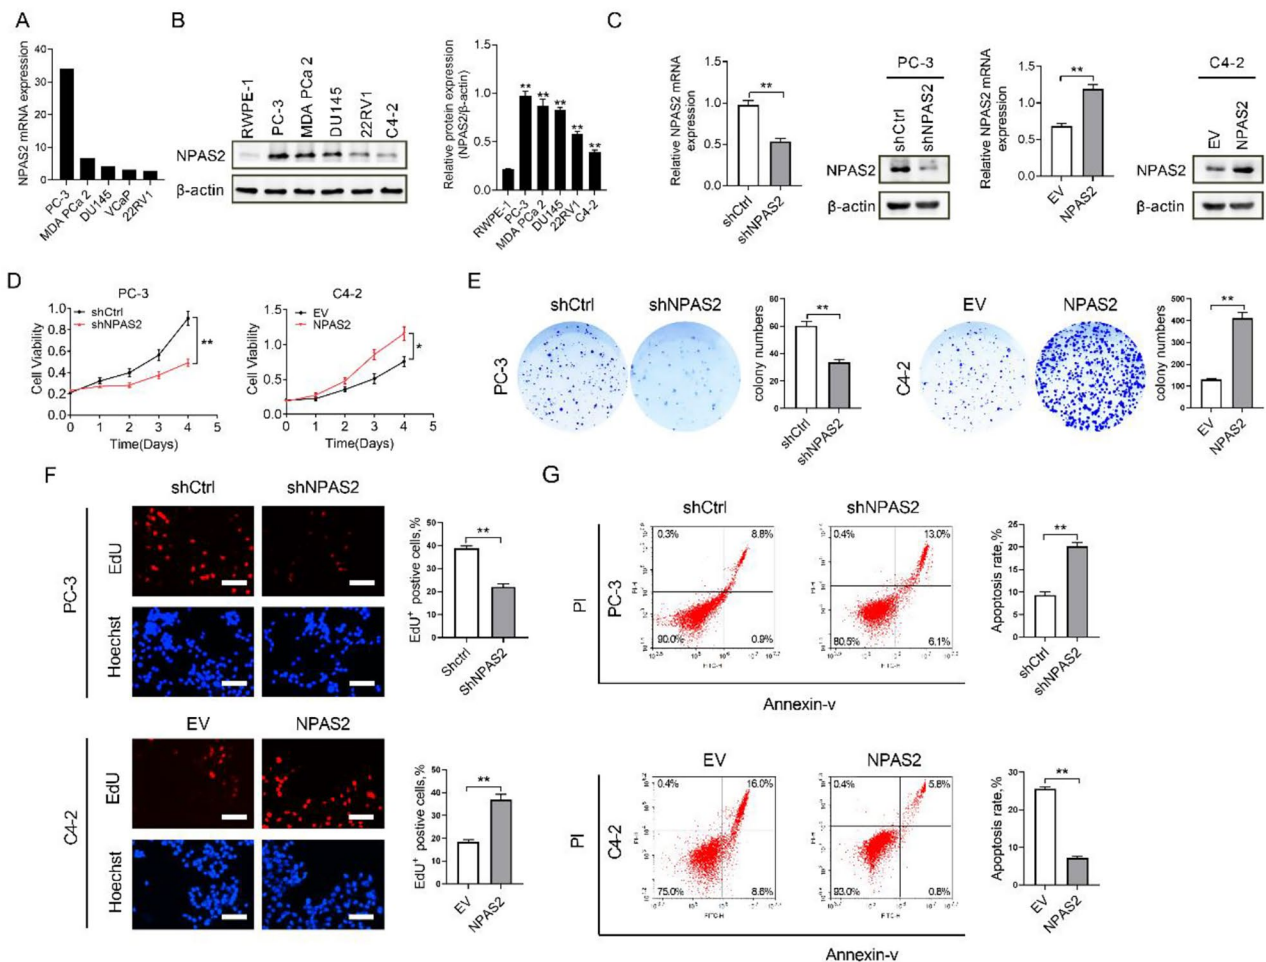 A
NPAS2 mRNA expression
40
30
20
10
0
PC-3
MDA PCa 2
DU145
VCaP
22RV1
B
RWPE-1
PC-3
MDA PCa 2
DU145
22RV1
C4-2
NPAS2
β-actin
Relative protein expression
(NPAS2/β-actin)
1.5
1.0
0.5
0.0
**
**
**
**
**
RWPE-1
PC-3
MDA PCa 2
DU145
22RV1
C4-2
C
Relative NPAS2 mRNA
expression
1.5
1.0
0.5
0.0
**
shCtrl
shNPAS2
PC-3
shCtrl
shNPAS2
NPAS2
β-actin
Relative NPAS2 mRNA
expression
1.5
1.0
0.5
0.0
**
EV
NPAS2
C4-2
EV
NPAS2
NPAS2
β-actin
D
PC-3
shCtrl
shNPAS2
Cell Viability
1.0
0.8
0.6
0.4
0.2
0.0
**
0 1 2 3 4 5
Time(Days)
C4-2
EV
NPAS2
Cell Viability
1.5
1.0
0.5
0.0
*
0 1 2 3 4 5
Time(Days)
E
shCtrl
shNPAS2
PC-3
colony numbers
80
60
40
20
0
**
shCtrl
shNPAS2
EV
NPAS2
C4-2
colony numbers
500
400
300
200
100
0
**
EV
NPAS2
F
shCtrl
shNPAS2
PC-3
EdU
Hoechst
EdU+ postive cells,%
50
40
30
20
10
0
**
Shctrl
ShNPAS2
EV
NPAS2
C4-2
EdU
Hoechst
EdU+ postive cells,%
50
40
30
20
10
0
**
EV
NPAS2
G
shCtrl
shNPAS2
PI
PC-3
0.3%
8.8%
90.0%
0.9%
FITC-H
0.4%
13.0%
80.5%
6.1%
FITC-H
Annexin-v
Apoptosis rate,%
25
20
15
10
5
0
**
shCtrl
shNPAS2
EV
NPAS2
PI
C4-2
0.4%
16.0%
75.0%
8.6%
FITC-H
0.4%
5.8%
93.0%
0.8%
FITC-H
Annexin-v
Apoptosis rate,%
30
20
10
0
**
EV
NPAS2